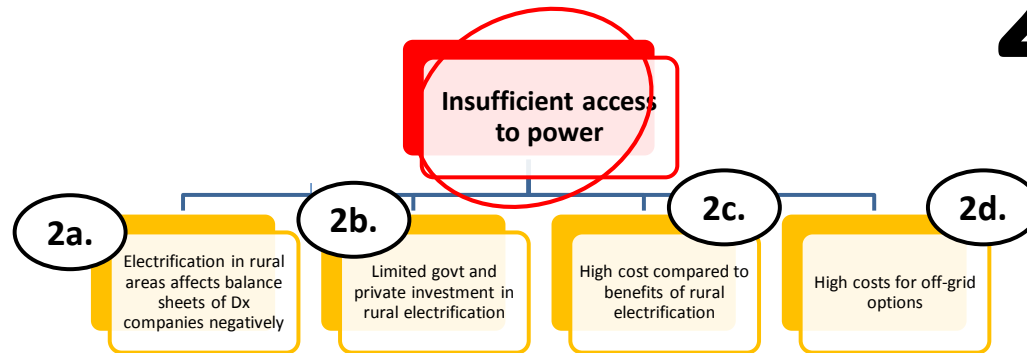 Insufficient access
to power
2a.
Electrification in rural
areas affects balance
sheets of Dx
companies negatively
2b.
Limited govt and
private investment in
rural electrification
2c.
High cost compared to
benefits of rural
electrification
2d.
High costs for off-grid
options